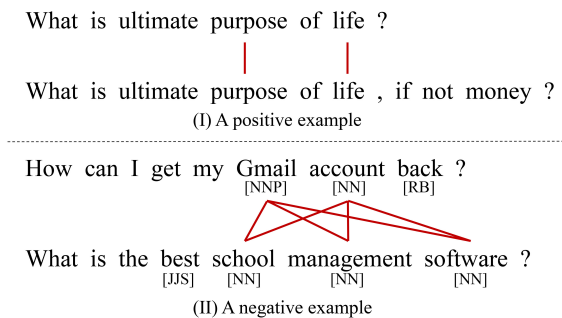 What is ultimate purpose of life ?
What is ultimate purpose of life , if not money ?
(I) A positive example
How can I get my Gmail account back ?
[NNP] [NN] [RB]
What is the best school management software ?
[JJS] [NN] [NN] [NN]
(II) A negative example